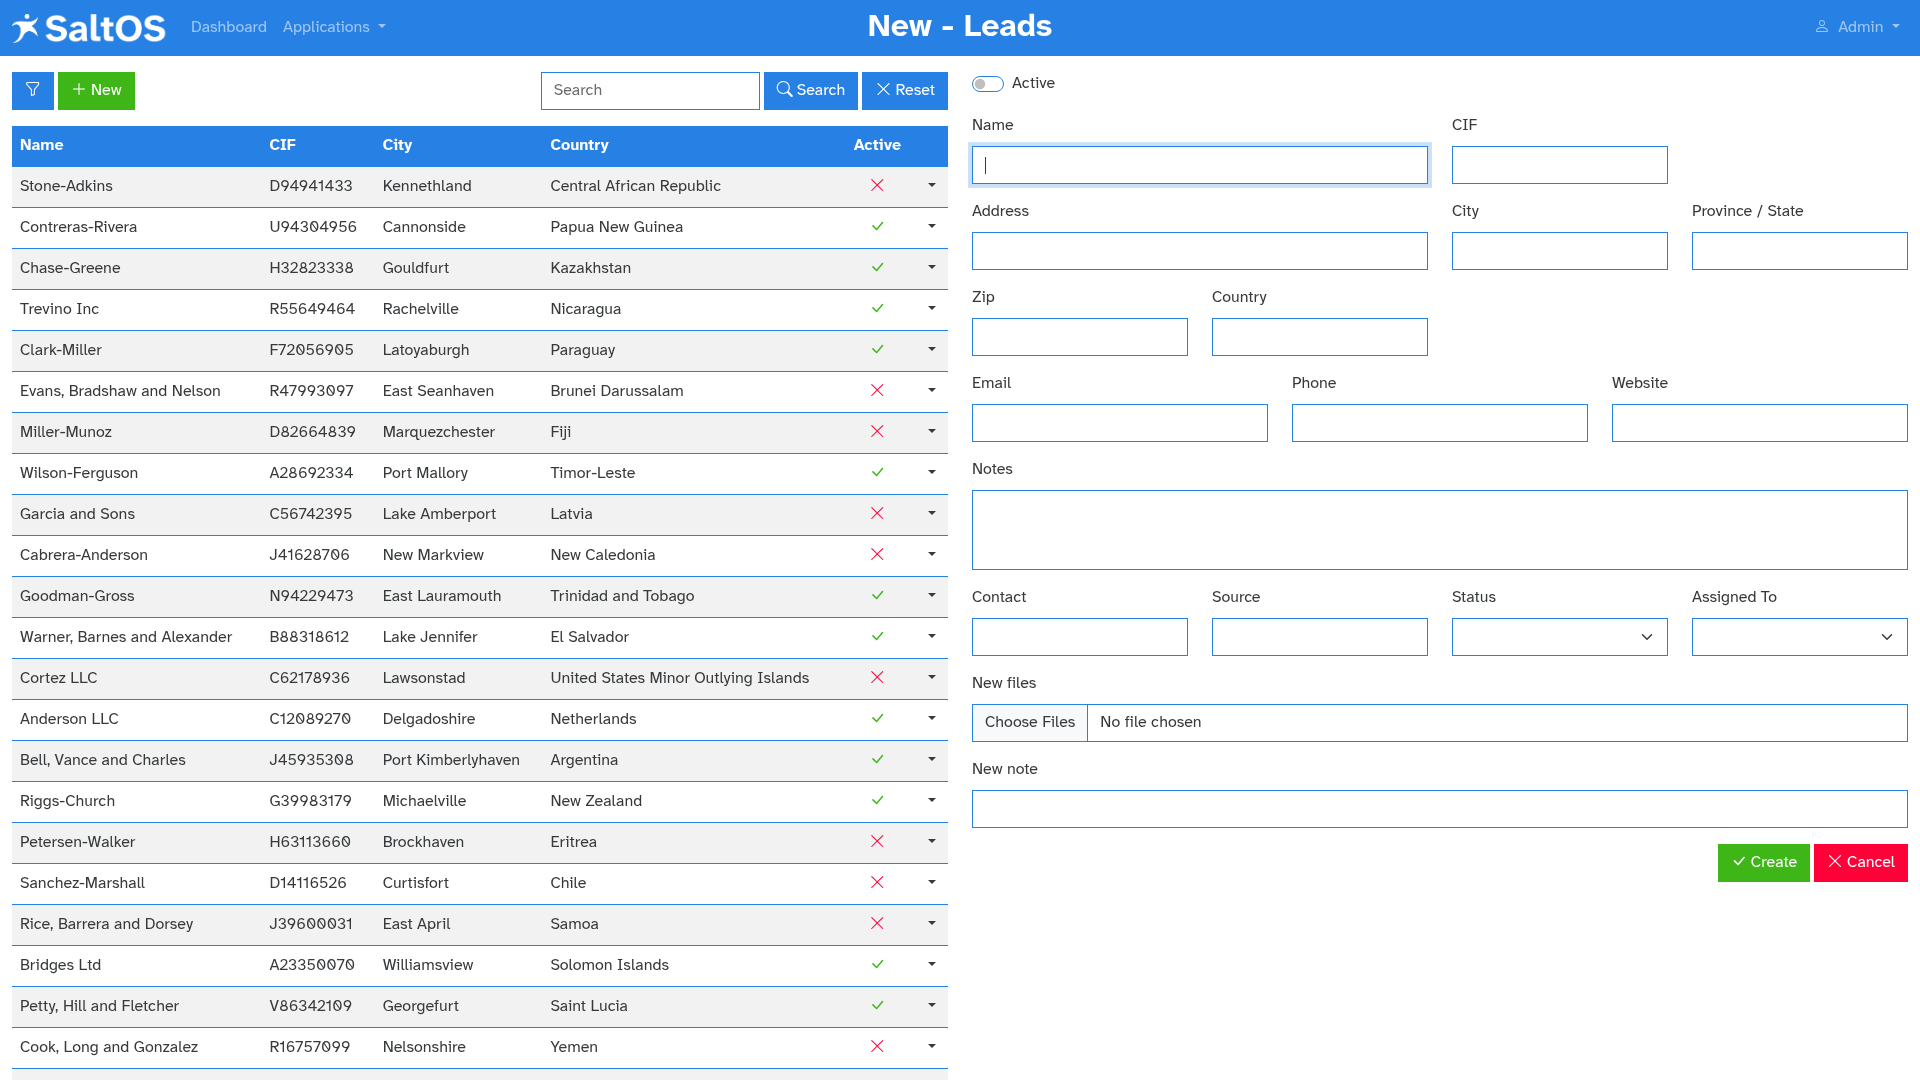 SaltOS Dashboard Applications New - Leads Admin
New Search Search Reset
Name CIF City Country Active
Stone-Adkins D94941433 Kennethland Central African Republic
Contreras-Rivera U94304956 Cannonside Papua New Guinea
Chase-Greene H32823338 Gouldfurt Kazakhstan
Trevino Inc R55649464 Rachelville Nicaragua
Clark-Miller F72056905 Latoyaburgh Paraguay
Evans, Bradshaw and Nelson R47993097 East Seanhaven Brunei Darussalam
Miller-Munoz D82664839 Marquezchester Fiji
Wilson-Ferguson A28692334 Port Mallory Timor-Leste
Garcia and Sons C56742395 Lake Amberport Latvia
Cabrera-Anderson J41628706 New Markview New Caledonia
Goodman-Gross N94229473 East Lauramouth Trinidad and Tobago
Warner, Barnes and Alexander B88318612 Lake Jennifer El Salvador
Cortez LLC C62178936 Lawsonstad United States Minor Outlying Islands
Anderson LLC C12089270 Delgadoshire Netherlands
Bell, Vance and Charles J45935308 Port Kimberlyhaven Argentina
Riggs-Church G39983179 Michaelville New Zealand
Petersen-Walker H63113660 Brockhaven Eritrea
Sanchez-Marshall D14116526 Curtisfort Chile
Rice, Barrera and Dorsey J39600031 East April Samoa
Bridges Ltd A23350070 Williamsview Solomon Islands
Petty, Hill and Fletcher V86342109 Georgefurt Saint Lucia
Cook, Long and Gonzalez R16757099 Nelsonshire Yemen
Active
Name CIF
Address City Province / State
Zip Country
Email Phone Website
Notes
Contact Source Status Assigned To
New files
Choose Files No file chosen
New note
Create Cancel